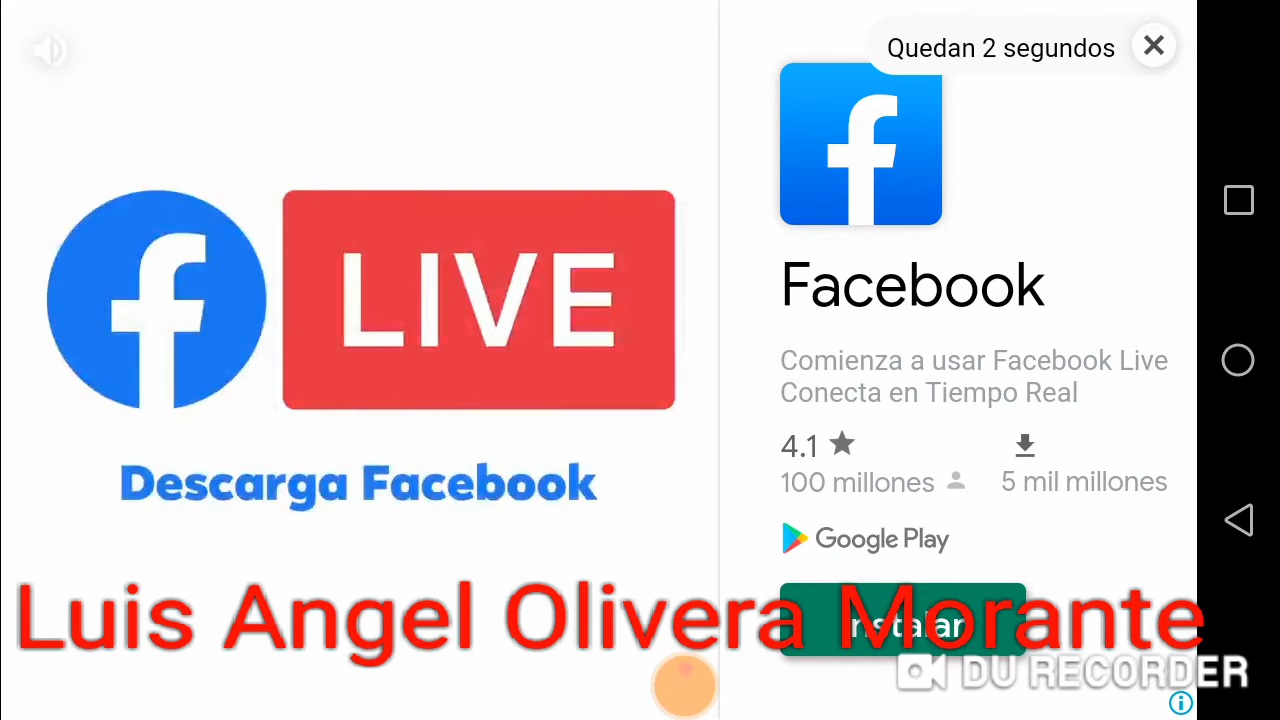 Quedan 2 segundos
LIVE
Descarga Facebook
Facebook
Comienza a usar Facebook Live
Conecta en Tiempo Real
4.1
100 millones
5 mil millones
Google Play
Instalar
Luis Angel Olivera Morante
DU RECORDER